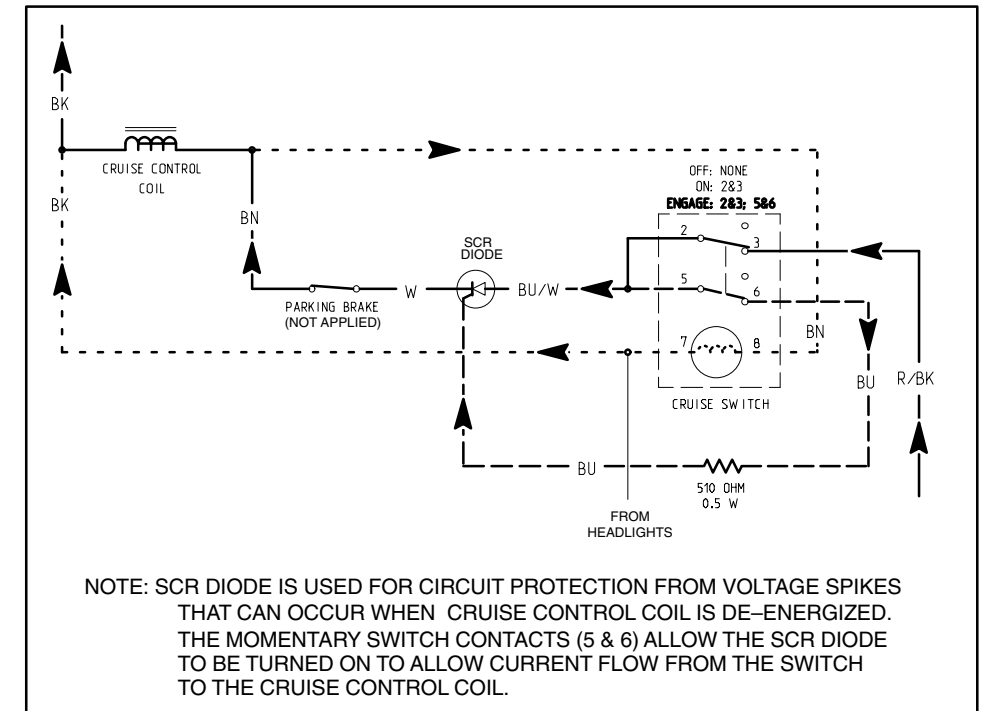 BK
CRUISE CONTROL
COIL
BK
BN
OFF: NONE
ON: 2&3
ENGAGE: 2&3; 5&6
SCR
DIODE
2
3
PARKING BRAKE
(NOT APPLIED)
W
BU/W
5
6
BN
7
8
BU
R/BK
CRUISE SWITCH
BU
510 OHM
0.5 W
FROM
HEADLIGHTS
NOTE: SCR DIODE IS USED FOR CIRCUIT PROTECTION FROM VOLTAGE SPIKES
THAT CAN OCCUR WHEN CRUISE CONTROL COIL IS DE–ENERGIZED.
THE MOMENTARY SWITCH CONTACTS (5 & 6) ALLOW THE SCR DIODE
TO BE TURNED ON TO ALLOW CURRENT FLOW FROM THE SWITCH
TO THE CRUISE CONTROL COIL.